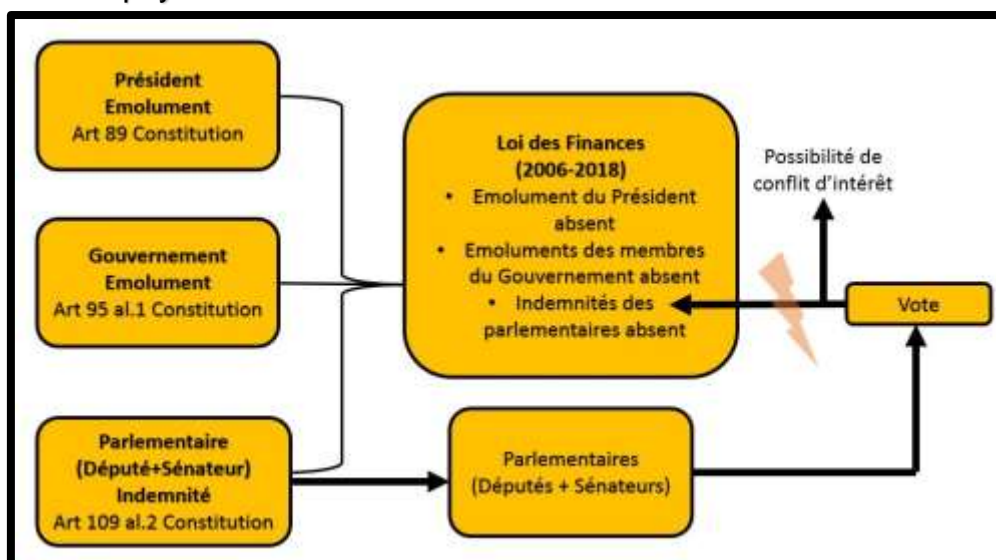 Président
Emolument
Art 89 Constitution
Gouvernement
Emolument
Art 95 al.1 Constitution
Parlementaire
(Député+Sénateur)
Indemnité
Art 109 al.2 Constitution
Loi des Finances
(2006-2018)
• Emolument du Président
absent
• Emoluments des membres
du Gouvernement absent
• Indemnités des
parlementaires absent
Parlementaires
(Députés + Sénateurs)
Possibilité de
conflit d'intérêt
Vote